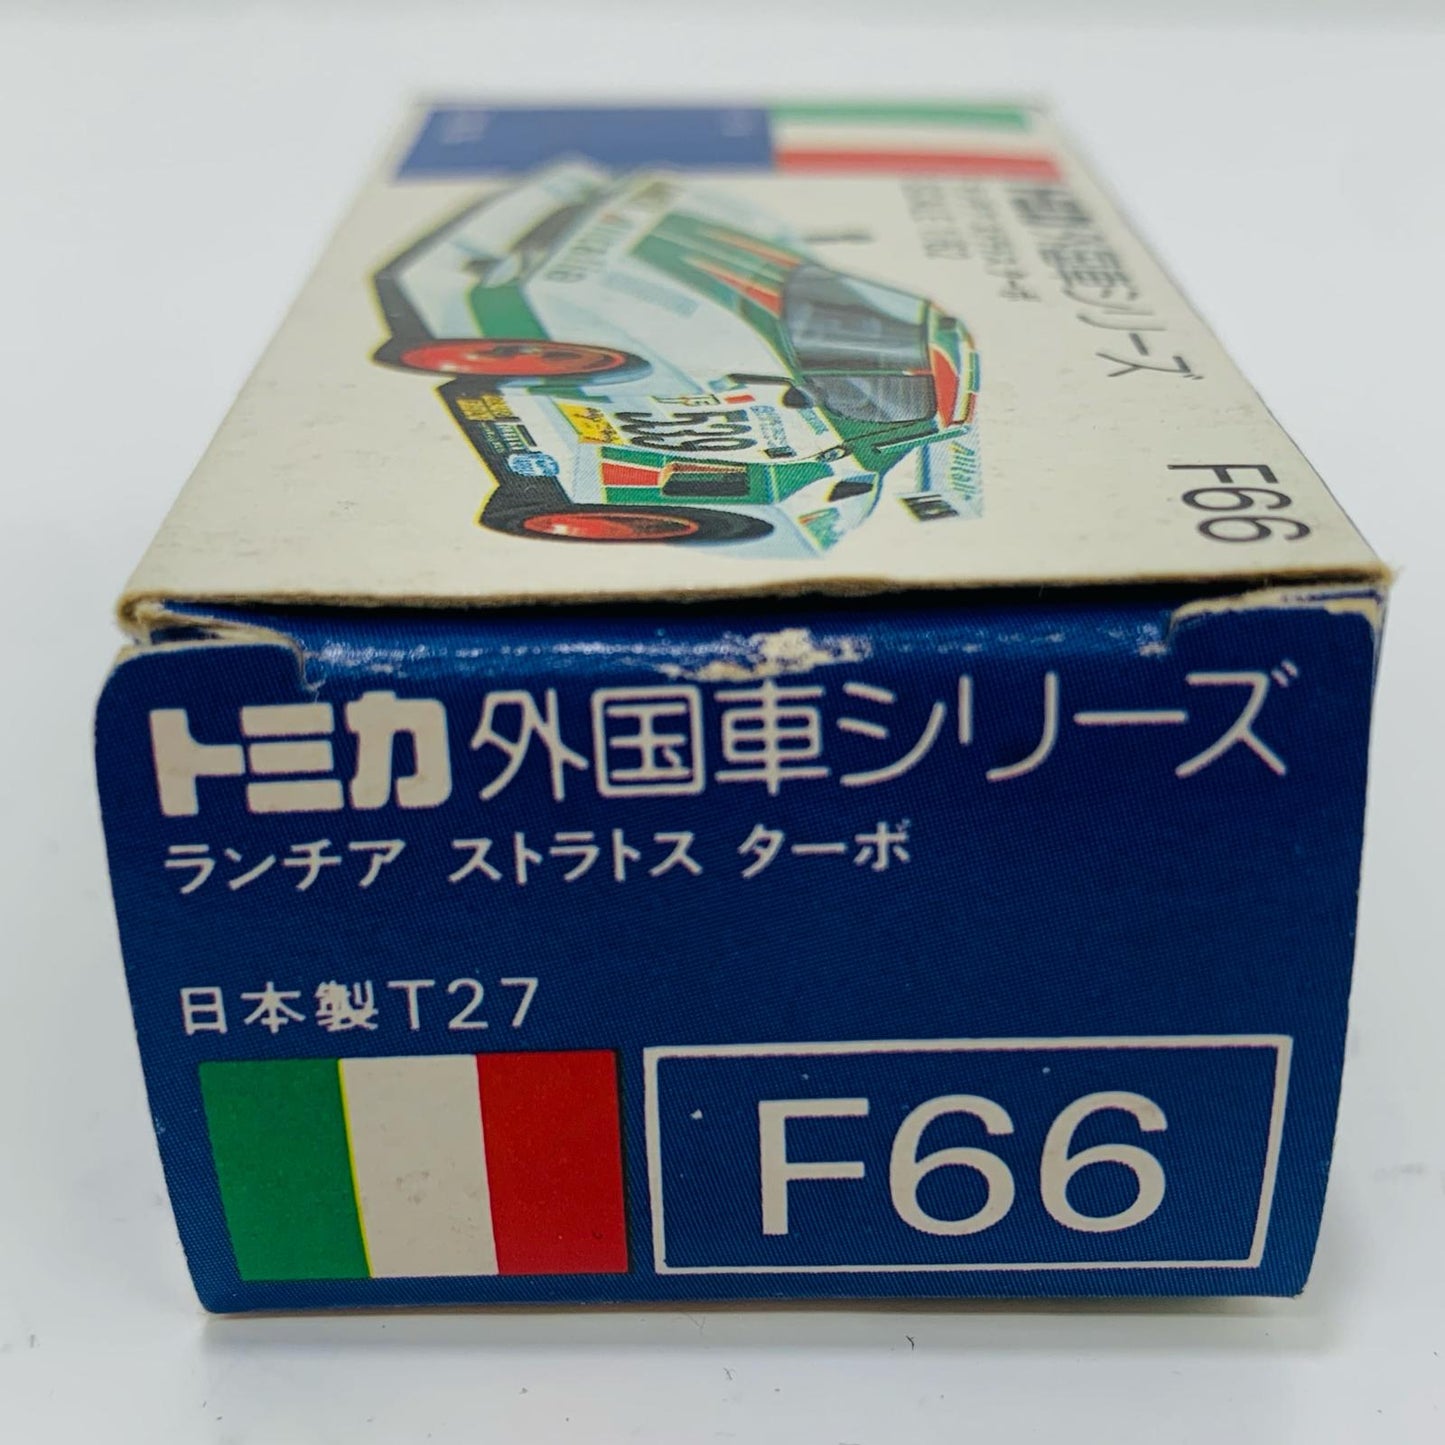 トミカ外国車シリーズ
F66
639
Alitalia
トミカ外国車シリーズ
ランチア ストラトス ターボ
日本製T27
F66